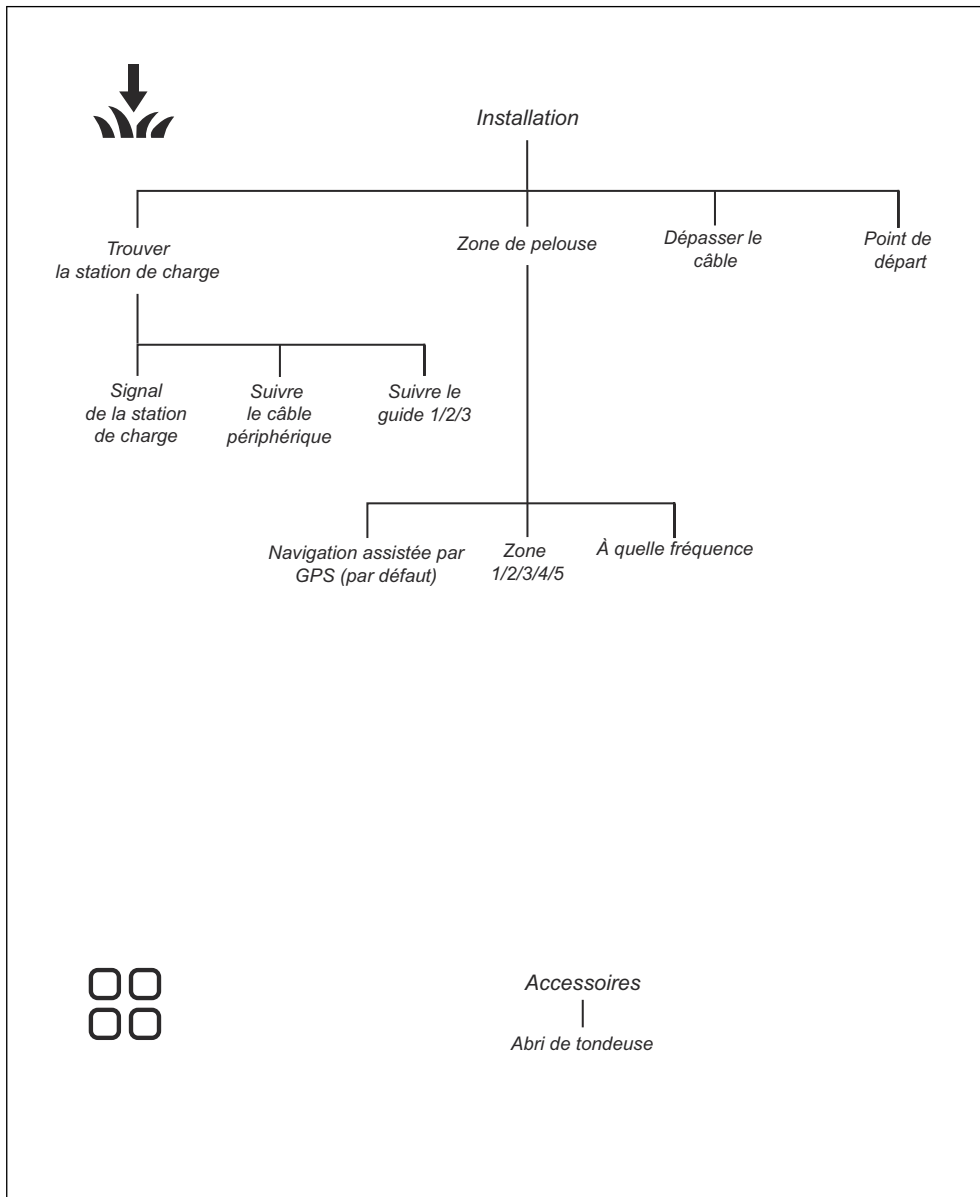 Installation
Trouver
la station de charge
Zone de pelouse
Dépasser le
câble
Point de
départ
Signal
de la station
de charge
Suivre
le câble
périphérique
Suivre le
guide 1/2/3
Navigation assistée par
GPS (par défaut)
Zone
1/2/3/4/5
À quelle fréquence
Accessoires
Abri de tondeuse